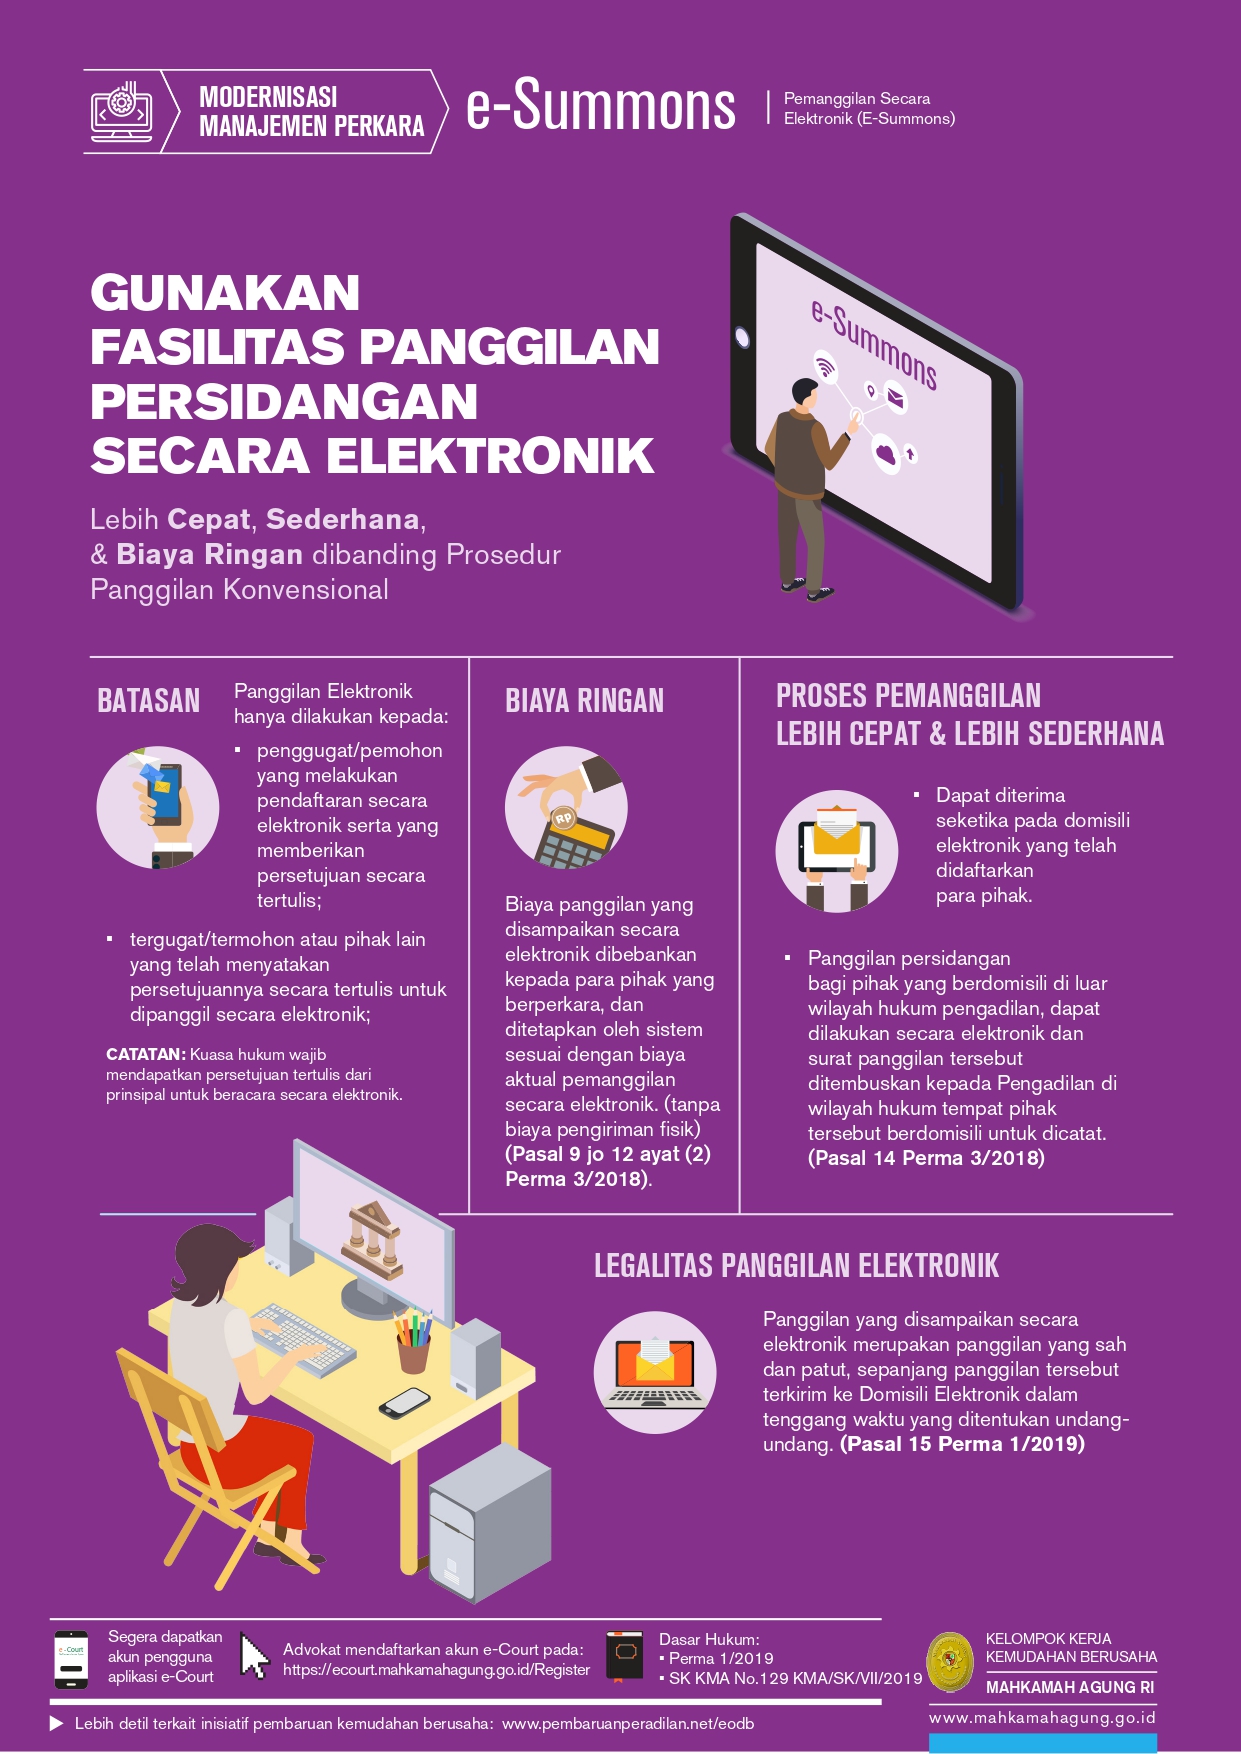 MODERNISASI
MANAJEMEN PERKARA
e-Summons
Pemanggilan Secara
Elektronik (E-Summons)
GUNAKAN
FASILITAS PANGGILAN
PERSIDANGAN
SECARA ELEKTRONIK
Lebih Cepat, Sederhana,
& Biaya Ringan dibanding Prosedur
Panggilan Konvensional
e-Summons
BATASAN
Panggilan Elektronik
hanya dilakukan kepada:
▪ penggugat/pemohon
yang melakukan
pendaftaran secara
elektronik serta yang
memberikan
persetujuan secara
tertulis;
▪ tergugat/termohon atau pihak lain
yang telah menyatakan
persetujuannya secara tertulis untuk
dipanggil secara elektronik;
CATATAN: Kuasa hukum wajib
mendapatkan persetujuan tertulis dari
prinsipal untuk beracara secara elektronik.
BIAYA RINGAN
Rp
Biaya panggilan yang
disampaikan secara
elektronik dibebankan
kepada para pihak yang
berperkara, dan
ditetapkan oleh sistem
sesuai dengan biaya
aktual pemanggilan
secara elektronik. (tanpa
biaya pengiriman fisik)
(Pasal 9 jo 12 ayat (2)
Perma 3/2018).
PROSES PEMANGGILAN
LEBIH CEPAT & LEBIH SEDERHANA
▪ Dapat diterima
seketika pada domisili
elektronik yang telah
didaftarkan
para pihak.
▪ Panggilan persidangan
bagi pihak yang berdomisili di luar
wilayah hukum pengadilan, dapat
dilakukan secara elektronik dan
surat panggilan tersebut
ditembuskan kepada Pengadilan di
wilayah hukum tempat pihak
tersebut berdomisili untuk dicatat.
(Pasal 14 Perma 3/2018)
LEGALITAS PANGGILAN ELEKTRONIK
Panggilan yang disampaikan secara
elektronik merupakan panggilan yang sah
dan patut, sepanjang panggilan tersebut
terkirim ke Domisili Elektronik dalam
tenggang waktu yang ditentukan undang-
undang. (Pasal 15 Perma 1/2019)
e-Court
Segera dapatkan
akun pengguna
aplikasi e-Court
Advokat mendaftarkan akun e-Court pada:
https://ecourt.mahkamahagung.go.id/Register
Dasar Hukum:
▪ Perma 1/2019
▪ SK KMA No.129 KMA/SK/VII/2019
KELOMPOK KERJA
KEMUDAHAN BERUSAHA
MAHKAMAH AGUNG RI
www.mahkamahagung.go.id
Lebih detil terkait inisiatif pembaruan kemudahan berusaha: www.pembaruanperadilan.net/eodb